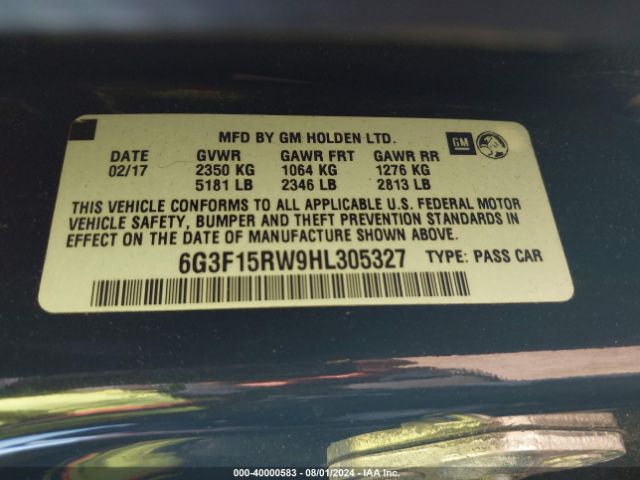 MFD BY GM HOLDEN LTD.
GM
DATE GVWR GAWR FRT GAWR RR
02/17 2350 KG 1064 KG 1276 KG
5181 LB 2346 LB 2813 LB
THIS VEHICLE CONFORMS TO ALL APPLICABLE U.S. FEDERAL MOTOR
VEHICLE SAFETY, BUMPER AND THEFT PREVENTION STANDARDS IN
EFFECT ON THE DATE OF MANUFACTURE SHOWN ABOVE.
6G3F15RW9HL305327 TYPE: PASS CAR
000-40000583 - 08/01/2024 - IAA Inc.